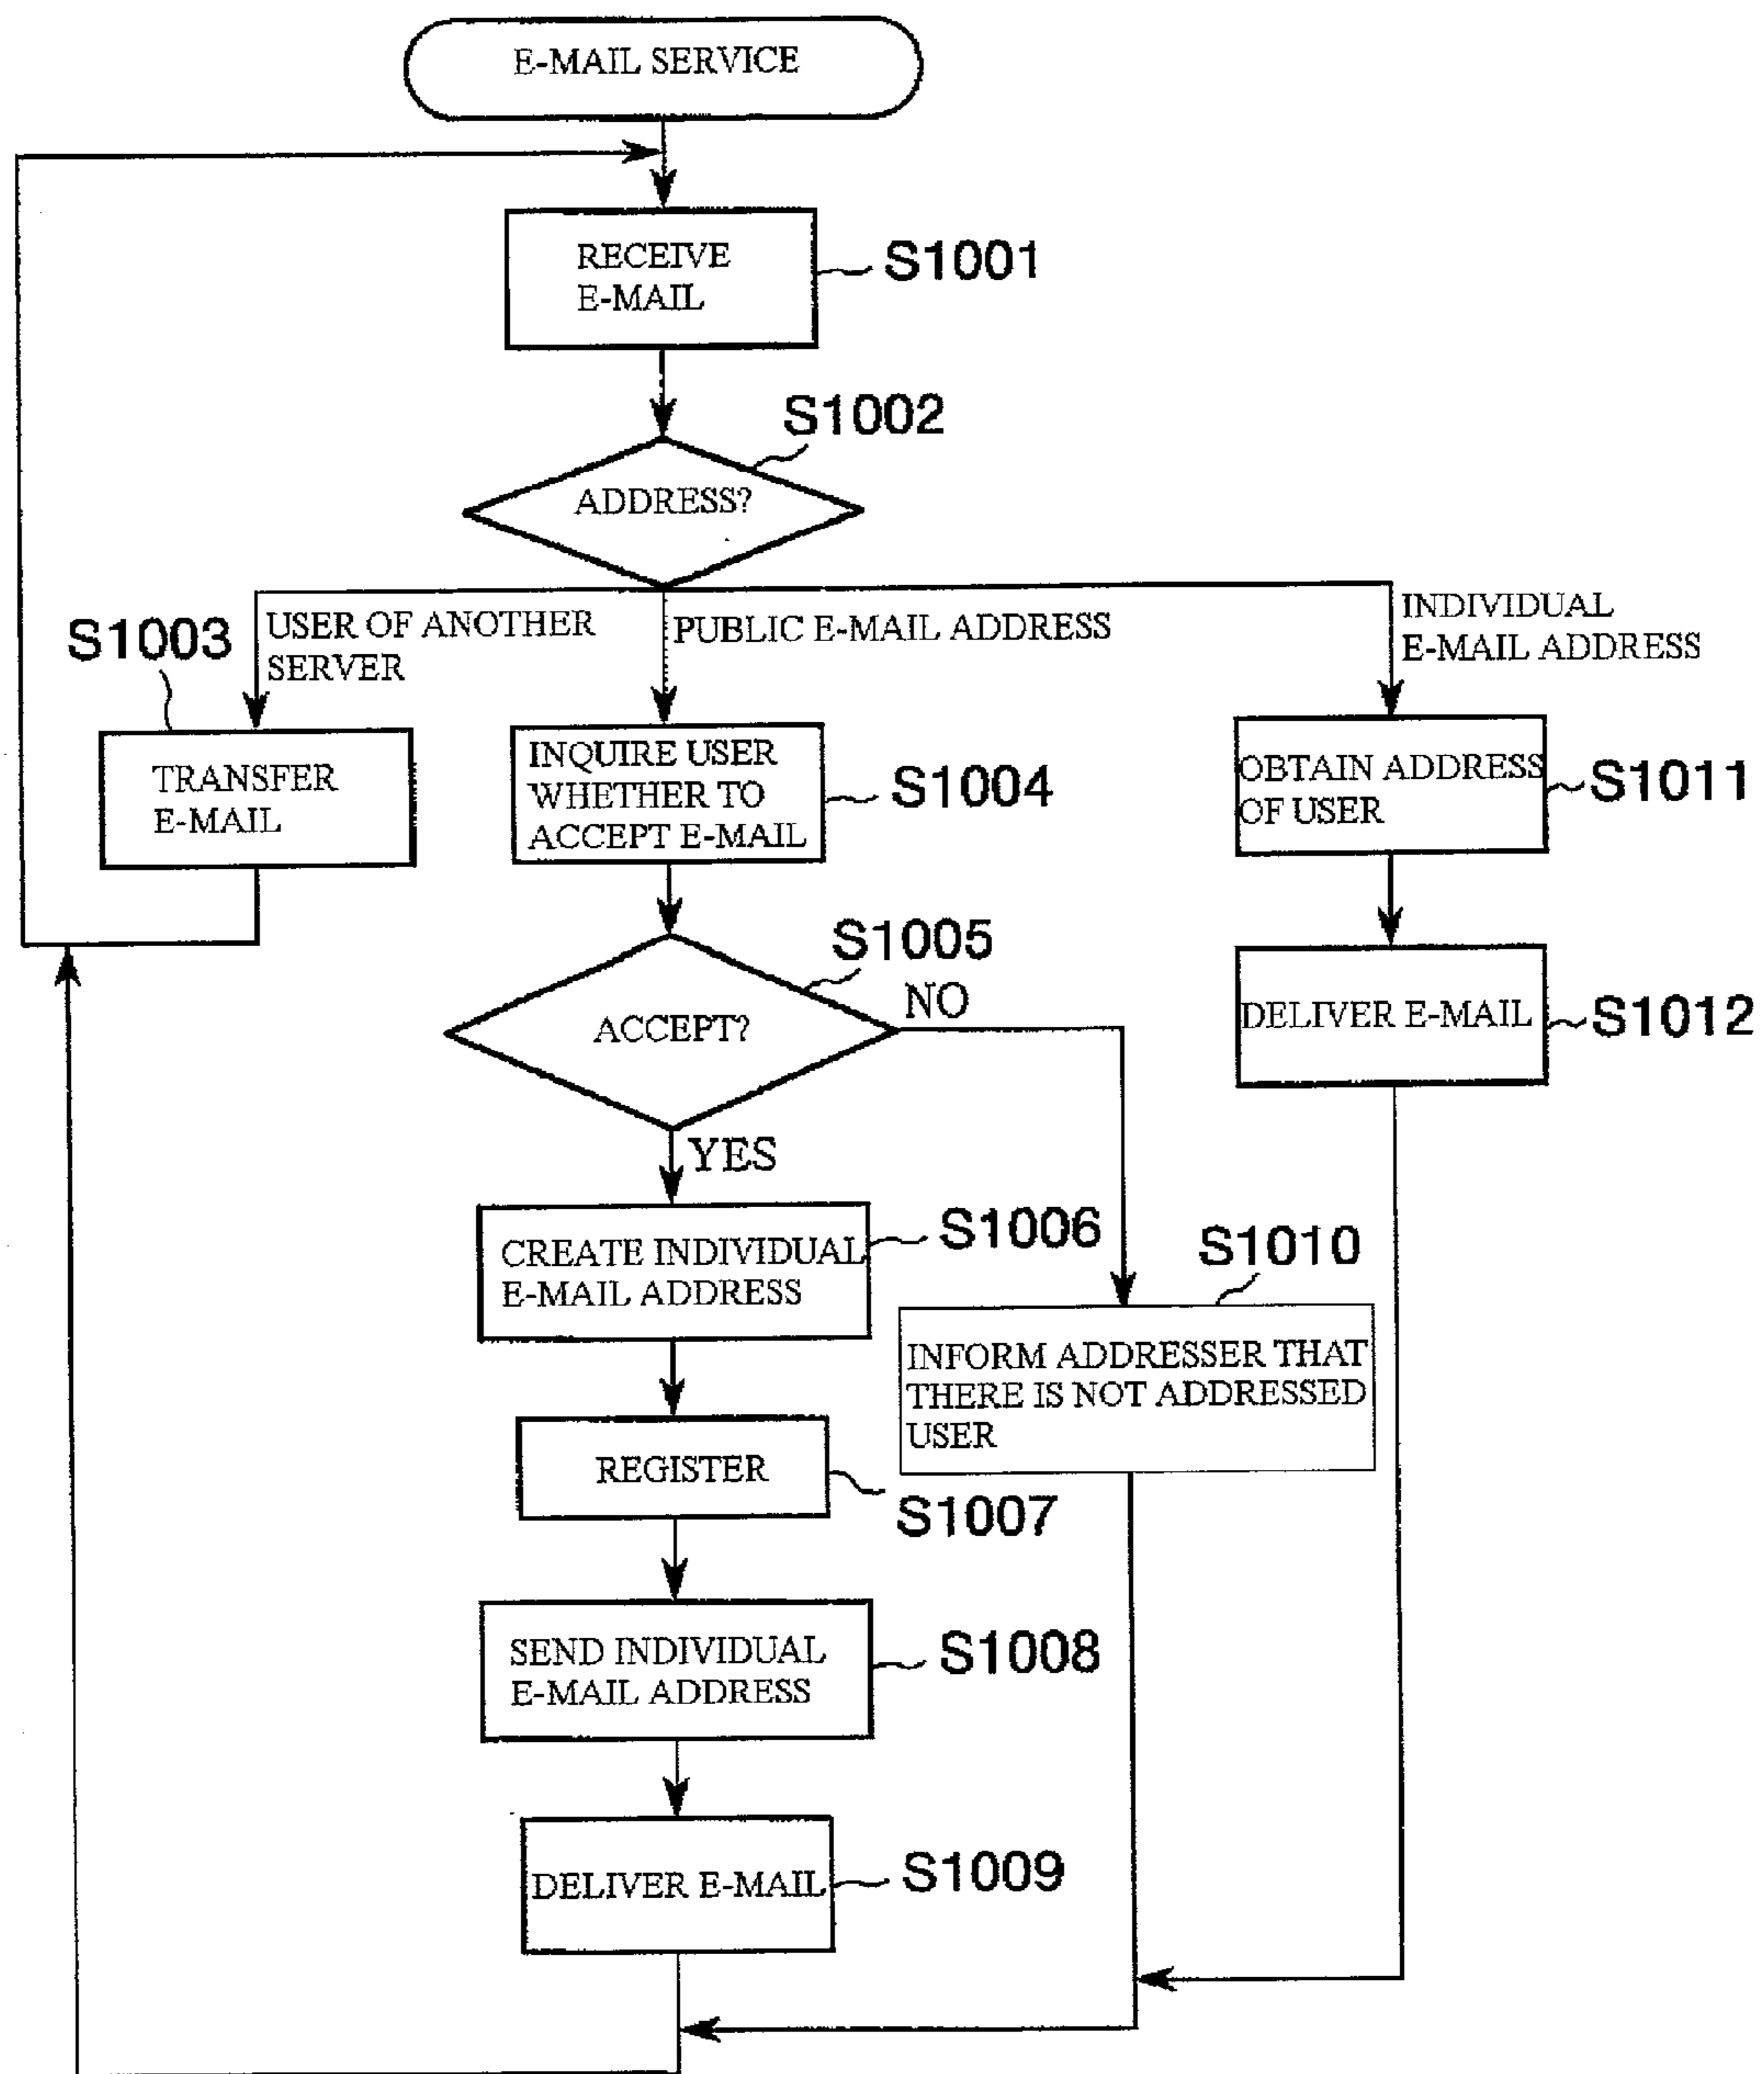 E-MAIL SERVICE
RECEIVE
E-MAIL
S1001
S1002
ADDRESS?
USER OF ANOTHER
SERVER
PUBLIC E-MAIL ADDRESS
INDIVIDUAL
E-MAIL ADDRESS
S1003
TRANSFER
E-MAIL
INQUIRE USER
WHETHER TO
ACCEPT E-MAIL
S1004
OBTAIN ADDRESS
OF USER
S1011
S1005
ACCEPT?
NO
DELIVER E-MAIL
S1012
YES
CREATE INDIVIDUAL
E-MAIL ADDRESS
S1006
S1010
INFORM ADDRESSER THAT
THERE IS NOT ADDRESSED
USER
REGISTER
S1007
SEND INDIVIDUAL
E-MAIL ADDRESS
S1008
DELIVER E-MAIL
S1009